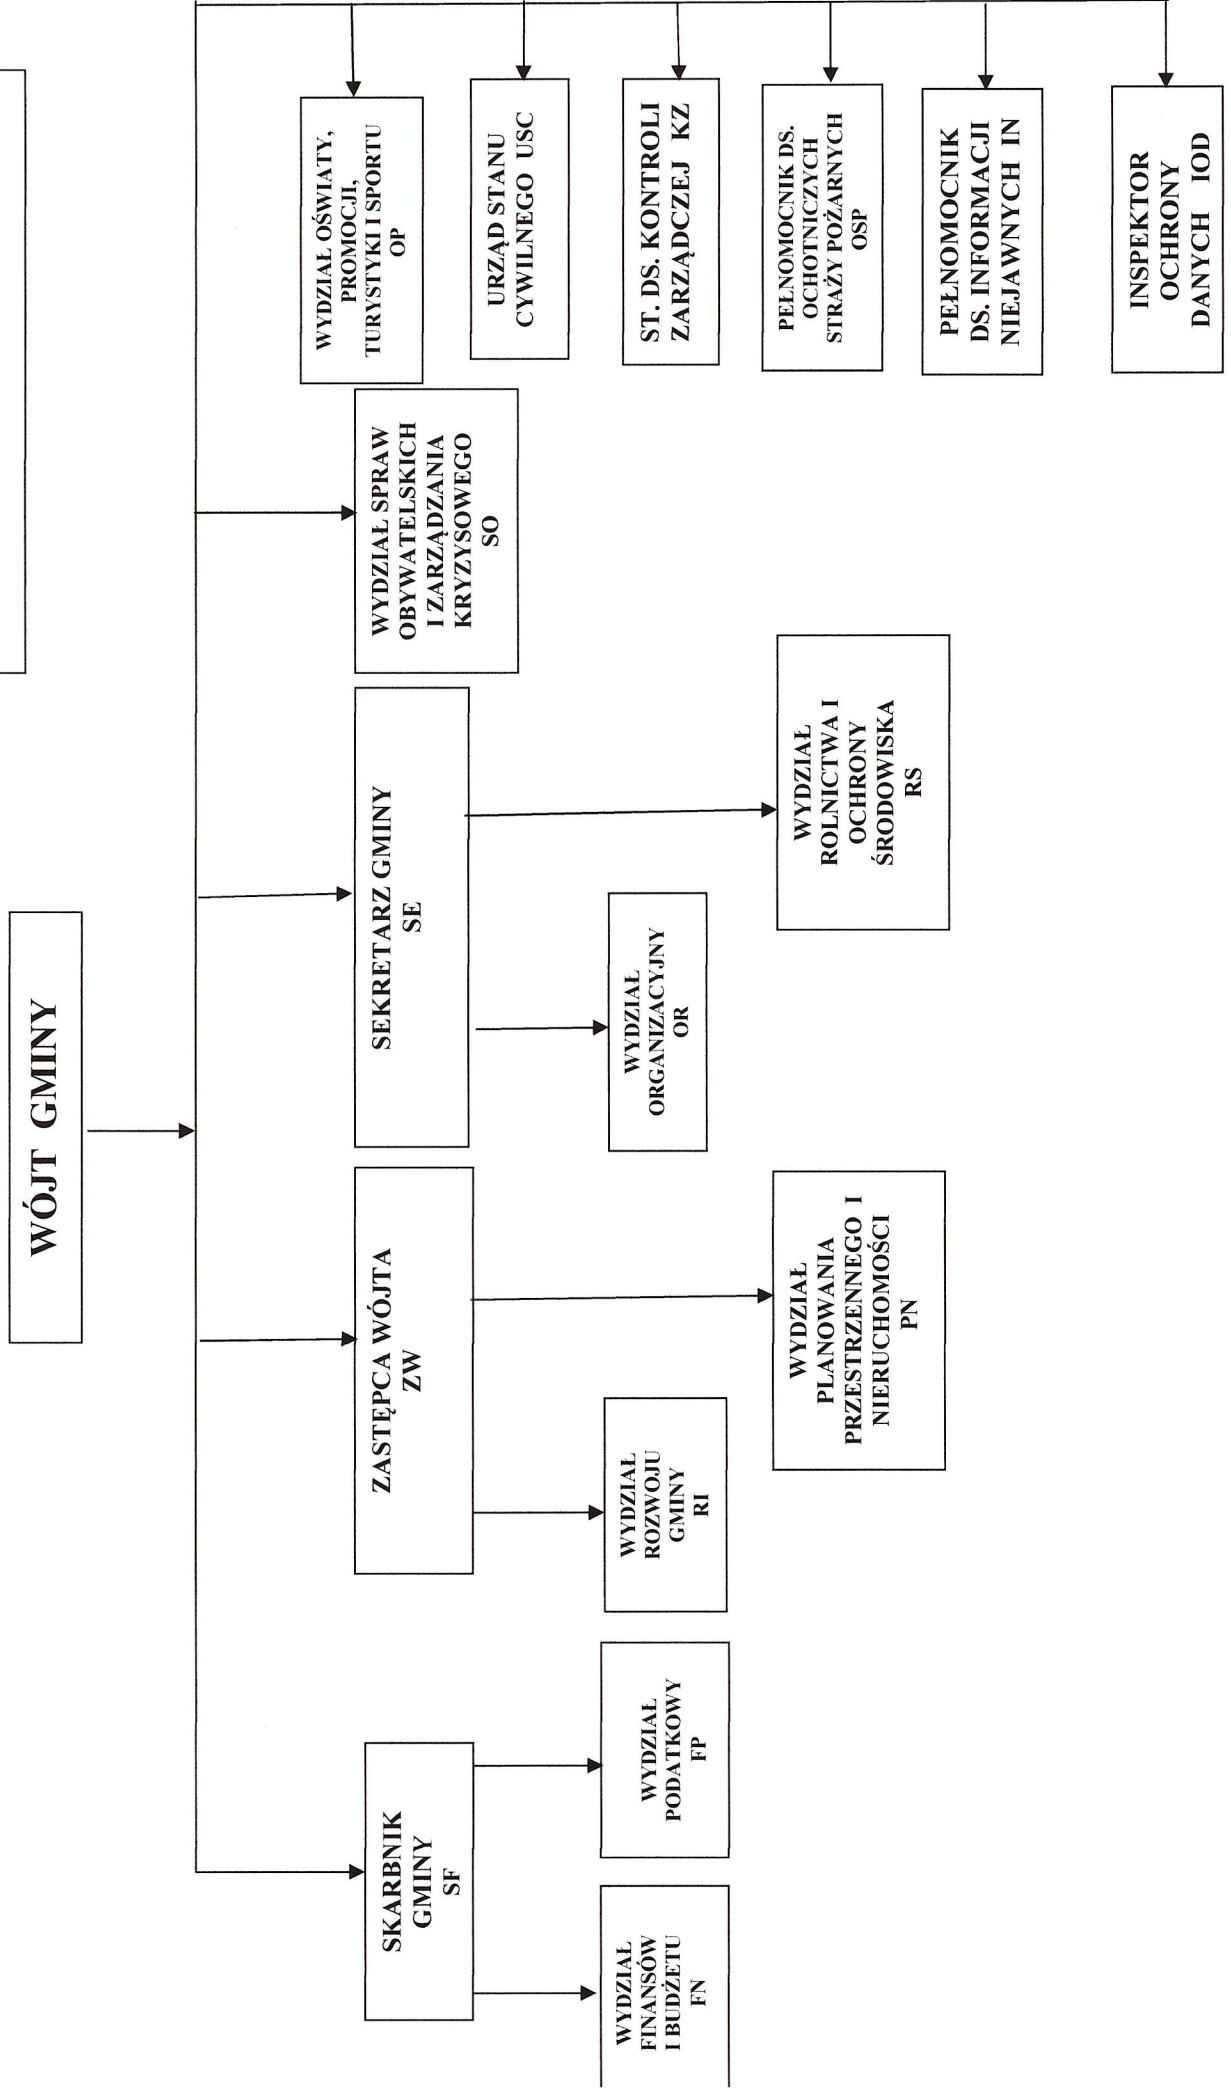 WÓJT GMINY
SKARBNIK
GMINY
SF
ZASTĘPCA WÓJTA
ZW
SEKRETARZ GMINY
SE
WYDZIAŁ SPRAW
OBYWATELSKICH
I ZARZĄDZANIA
KRYZYSOWEGO
SO
WYDZIAŁ OŚWIATY,
PROMOCJI,
TURYSTYKI I SPORTU
OP
URZĄD STANU
CYWILNEGO USC
ST. DS. KONTROLI
ZARZĄDCZEJ KZ
PEŁNOMOCNIK DS.
OCHOTNICZYCH
STRAŻY POŻARNYCH
OSP
PEŁNOMOCNIK
DS. INFORMACJI
NIEJAWNYCH IN
INSPEKTOR
OCHRONY
DANYCH IOD
WYDZIAŁ
FINANSÓW
I BUDŻETU
FN
WYDZIAŁ
PODATKOWY
FP
WYDZIAŁ
ROZWOJU
GMINY
RI
WYDZIAŁ
PLANOWANIA
PRZESTRZENNEGO I
NIERUCHOMOŚCI
PN
WYDZIAŁ
ORGANIZACYJNY
OR
WYDZIAŁ
ROLNICTWA I
OCHRONY
ŚRODOWISKA
RS